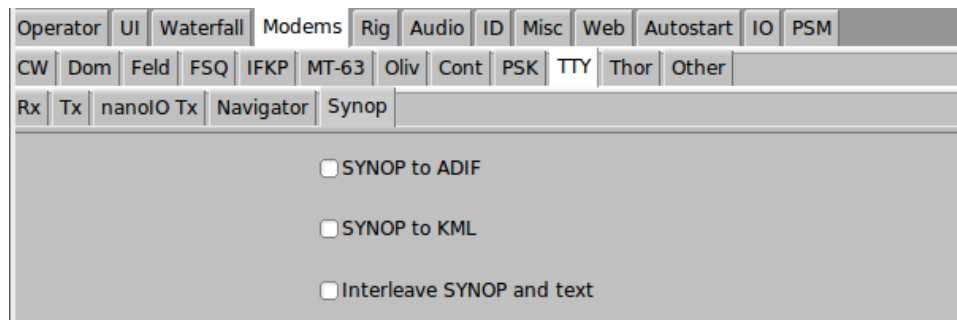 Operator UI Waterfall Modems Rig Audio ID Misc Web Autostart IO PSM
CW Dom Feld FSQ IFKP MT-63 Oliv Cont PSK TTY Thor Other
Rx Tx nanoIO Tx Navigator Synop
SYNOP to ADIF
SYNOP to KML
Interleave SYNOP and text